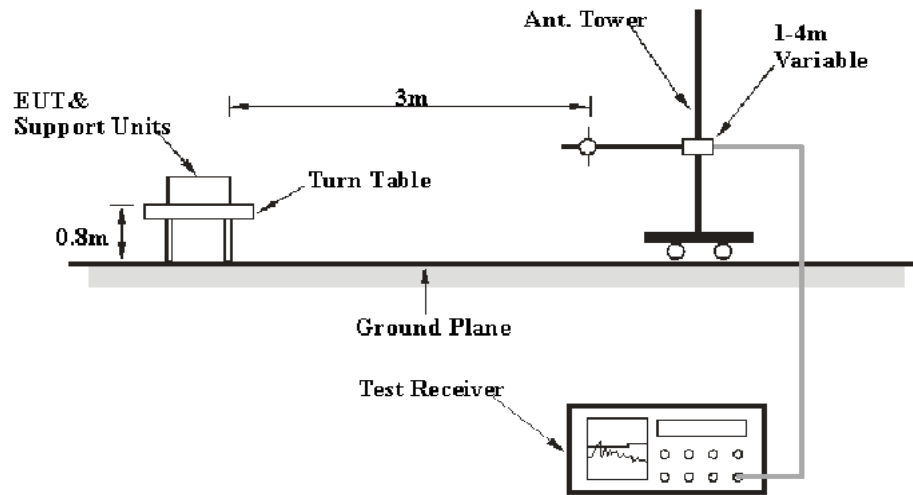 Ant. Tower
1-4m
Variable
EUT&
Support Units
3m
Turn Table
0.8m
Ground Plane
Test Receiver